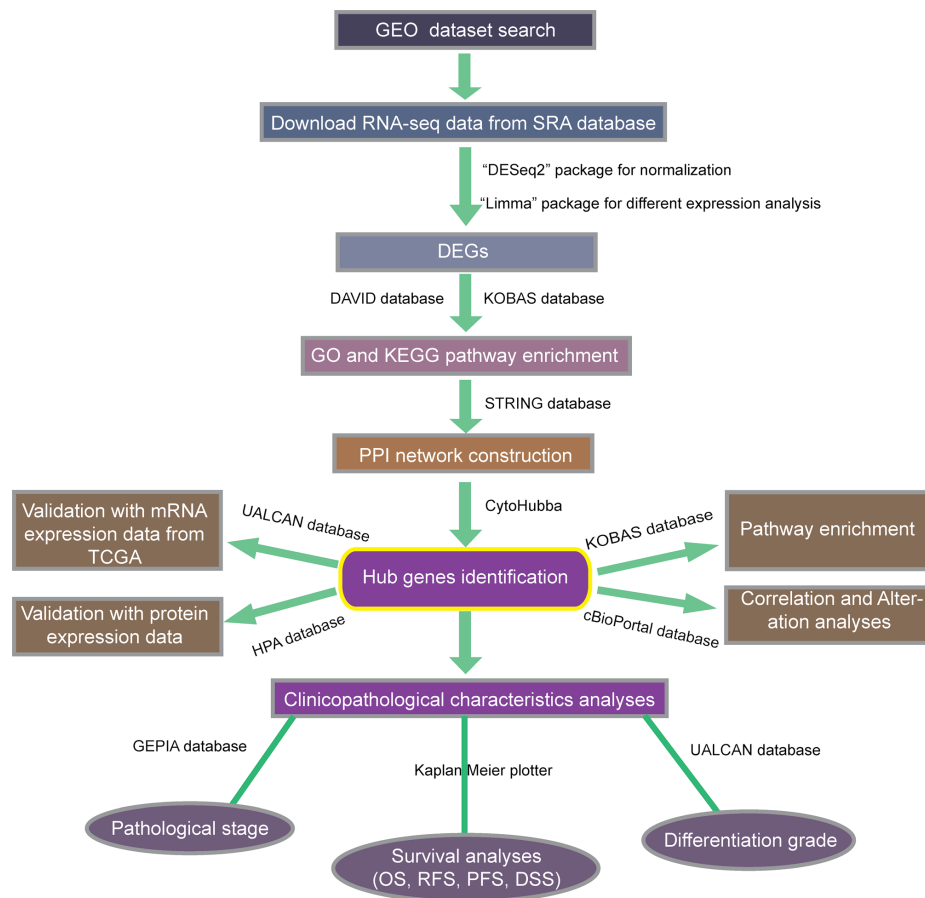 GEO dataset search
Download RNA-seq data from SRA database
“DESeq2” package for normalization
“Limma” package for different expression analysis
DEGs
DAVID database
KOBAS database
GO and KEGG pathway enrichment
STRING database
PPI network construction
CytoHubba
Validation with mRNA
expression data from
TCGA
UALCAN database
KOBAS database
Pathway enrichment
Hub genes identification
Validation with protein
expression data
HPA database
cBioPortal database
Correlation and Alter-
ation analyses
Clinicopathological characteristics analyses
GEPIA database
Kaplan Meier plotter
UALCAN database
Pathological stage
Survival analyses
(OS, RFS, PFS, DSS)
Differentiation grade